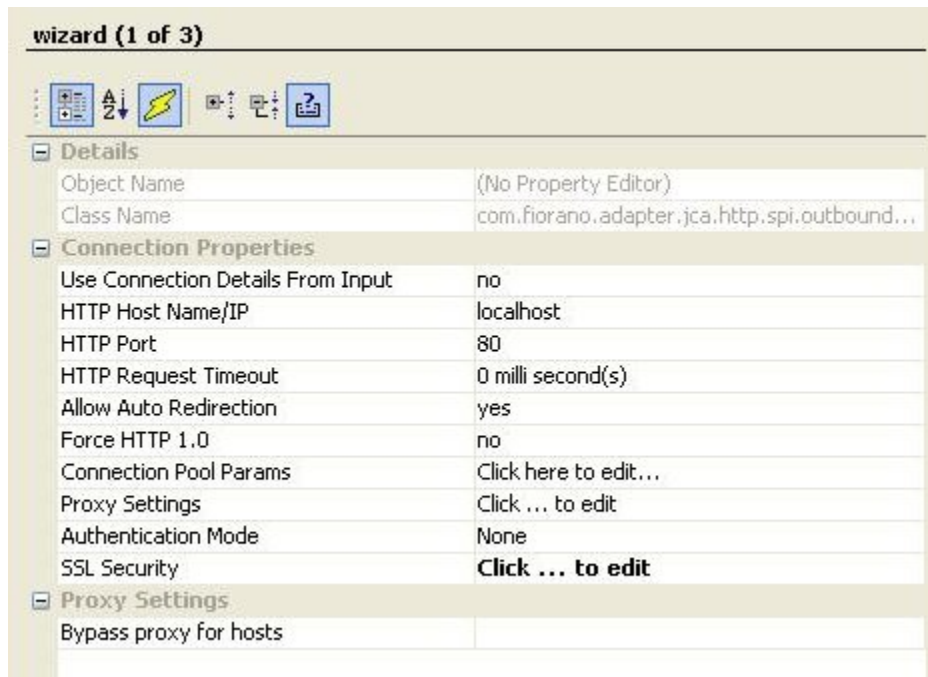 wizard (1 of 3)
Details
Object Name (No Property Editor)
Class Name com.fiorano.adapter.jca.http.spi.outbound...
Connection Properties
Use Connection Details From Input no
HTTP Host Name/IP localhost
HTTP Port 80
HTTP Request Timeout 0 milli second(s)
Allow Auto Redirection yes
Force HTTP 1.0 no
Connection Pool Params Click here to edit...
Proxy Settings Click ... to edit
Authentication Mode None
SSL Security Click ... to edit
Proxy Settings
Bypass proxy for hosts